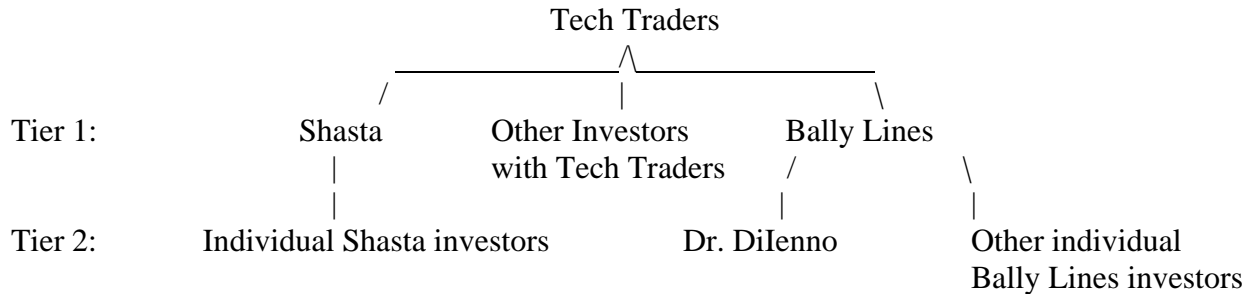 Tech Traders
Tier 1: Shasta Other Investors Bally Lines
with Tech Traders
Tier 2: Individual Shasta investors Dr. DiIenno Other individual
Bally Lines investors